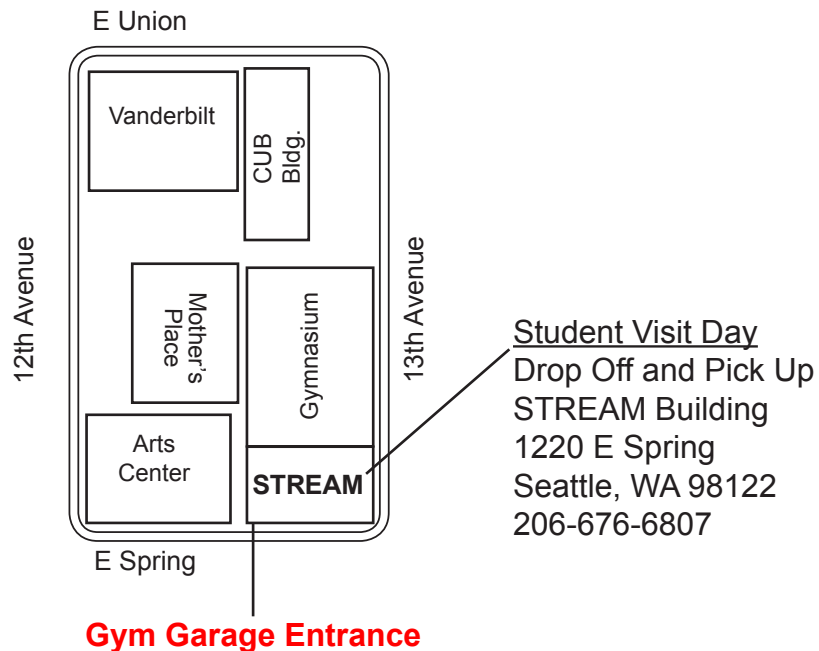 E Union
Vanderbilt
CUB
Bldg.
12th Avenue
Mother's
Place
Gymnasium
13th Avenue
Student Visit Day
Drop Off and Pick Up
STREAM Building
1220 E Spring
Seattle, WA 98122
206-676-6807
Arts
Center
STREAM
E Spring
Gym Garage Entrance